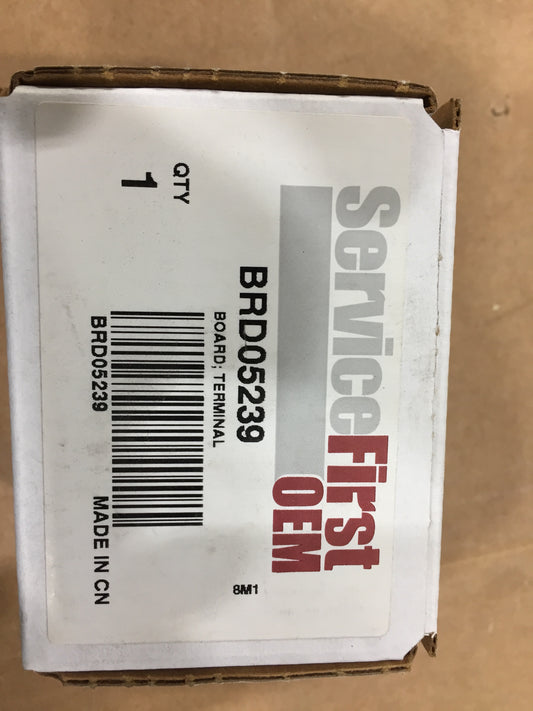 ServiceFirst
OEM
BRD05239
BOARD; TERMINAL
QTY
1
BRD05239
MADE IN CN
8M1